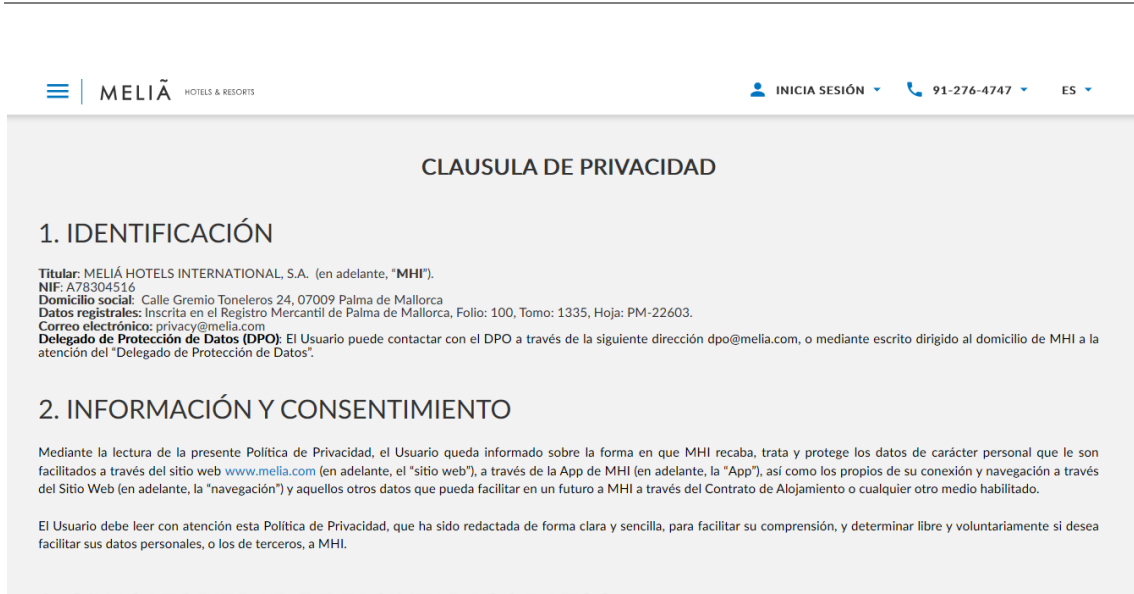 MELIÃ HOTELS & RESORTS
INICIA SESIÓN
91-276-4747
ES
CLAUSULA DE PRIVACIDAD
1. IDENTIFICACIÓN
Titular: MELIÁ HOTELS INTERNATIONAL, S.A. (en adelante, “MHI”).
NIF: A78304516
Domicilio social: Calle Gremio Toneleros 24, 07009 Palma de Mallorca
Datos registrales: Inscrita en el Registro Mercantil de Palma de Mallorca, Folio: 100, Tomo: 1335, Hoja: PM-22603.
Correo electrónico: privacy@melia.com
Delegado de Protección de Datos (DPO): El Usuario puede contactar con el DPO a través de la siguiente dirección dpo@melia.com, o mediante escrito dirigido al domicilio de MHI a la
atención del “Delegado de Protección de Datos”.
2. INFORMACIÓN Y CONSENTIMIENTO
Mediante la lectura de la presente Política de Privacidad, el Usuario queda informado sobre la forma en que MHI recaba, trata y protege los datos de carácter personal que le son
facilitados a través del sitio web www.melia.com (en adelante, el “sitio web”), a través de la App de MHI (en adelante, la “App”), así como los propios de su conexión y navegación a través
del Sitio Web (en adelante, la “navegación”) y aquellos otros datos que pueda facilitar en un futuro a MHI a través del Contrato de Alojamiento o cualquier otro medio habilitado.
El Usuario debe leer con atención esta Política de Privacidad, que ha sido redactada de forma clara y sencilla, para facilitar su comprensión, y determinar libre y voluntariamente si desea
facilitar sus datos personales, o los de terceros, a MHI.